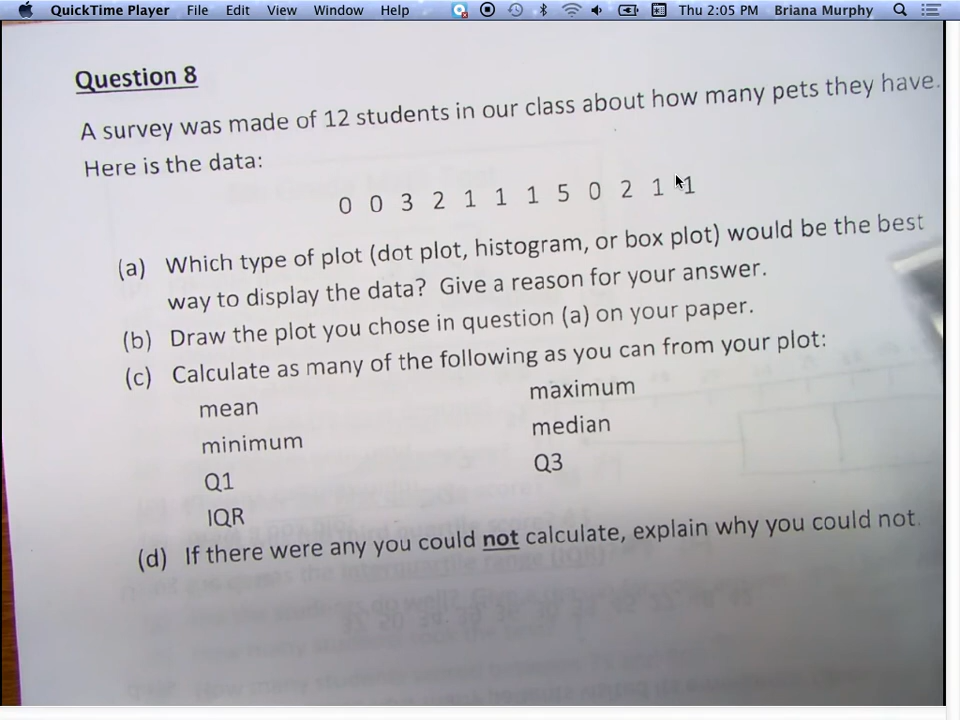 QuickTime Player File Edit View Window Help Thu 2:05 PM Briana Murphy
Question 8
A survey was made of 12 students in our class about how many pets they have.
Here is the data:
0 0 3 2 1 1 1 5 0 2 1 1
(a) Which type of plot (dot plot, histogram, or box plot) would be the best
way to display the data? Give a reason for your answer.
(b) Draw the plot you chose in question (a) on your paper.
(c) Calculate as many of the following as you can from your plot:
mean maximum
minimum median
Q1 Q3
IQR
(d) If there were any you could not calculate, explain why you could not.